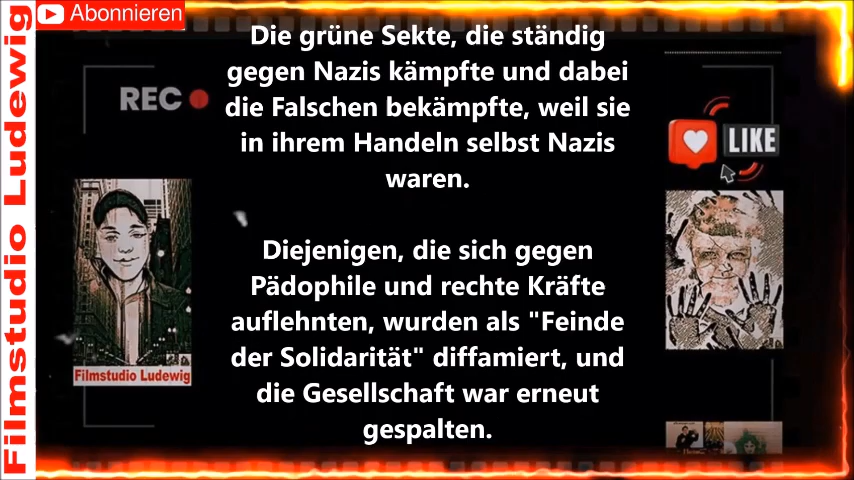 Abonnieren
Filmstudio Ludewig
REC
Die grüne Sekte, die ständig
gegen Nazis kämpfte und dabei
die Falschen bekämpfte, weil sie
in ihrem Handeln selbst Nazis
waren.
Diejenigen, die sich gegen
Pädophile und rechte Kräfte
auflehnten, wurden als "Feinde
der Solidarität" diffamiert, und
die Gesellschaft war erneut
gespalten.
LIKE
Filmstudio Ludewig